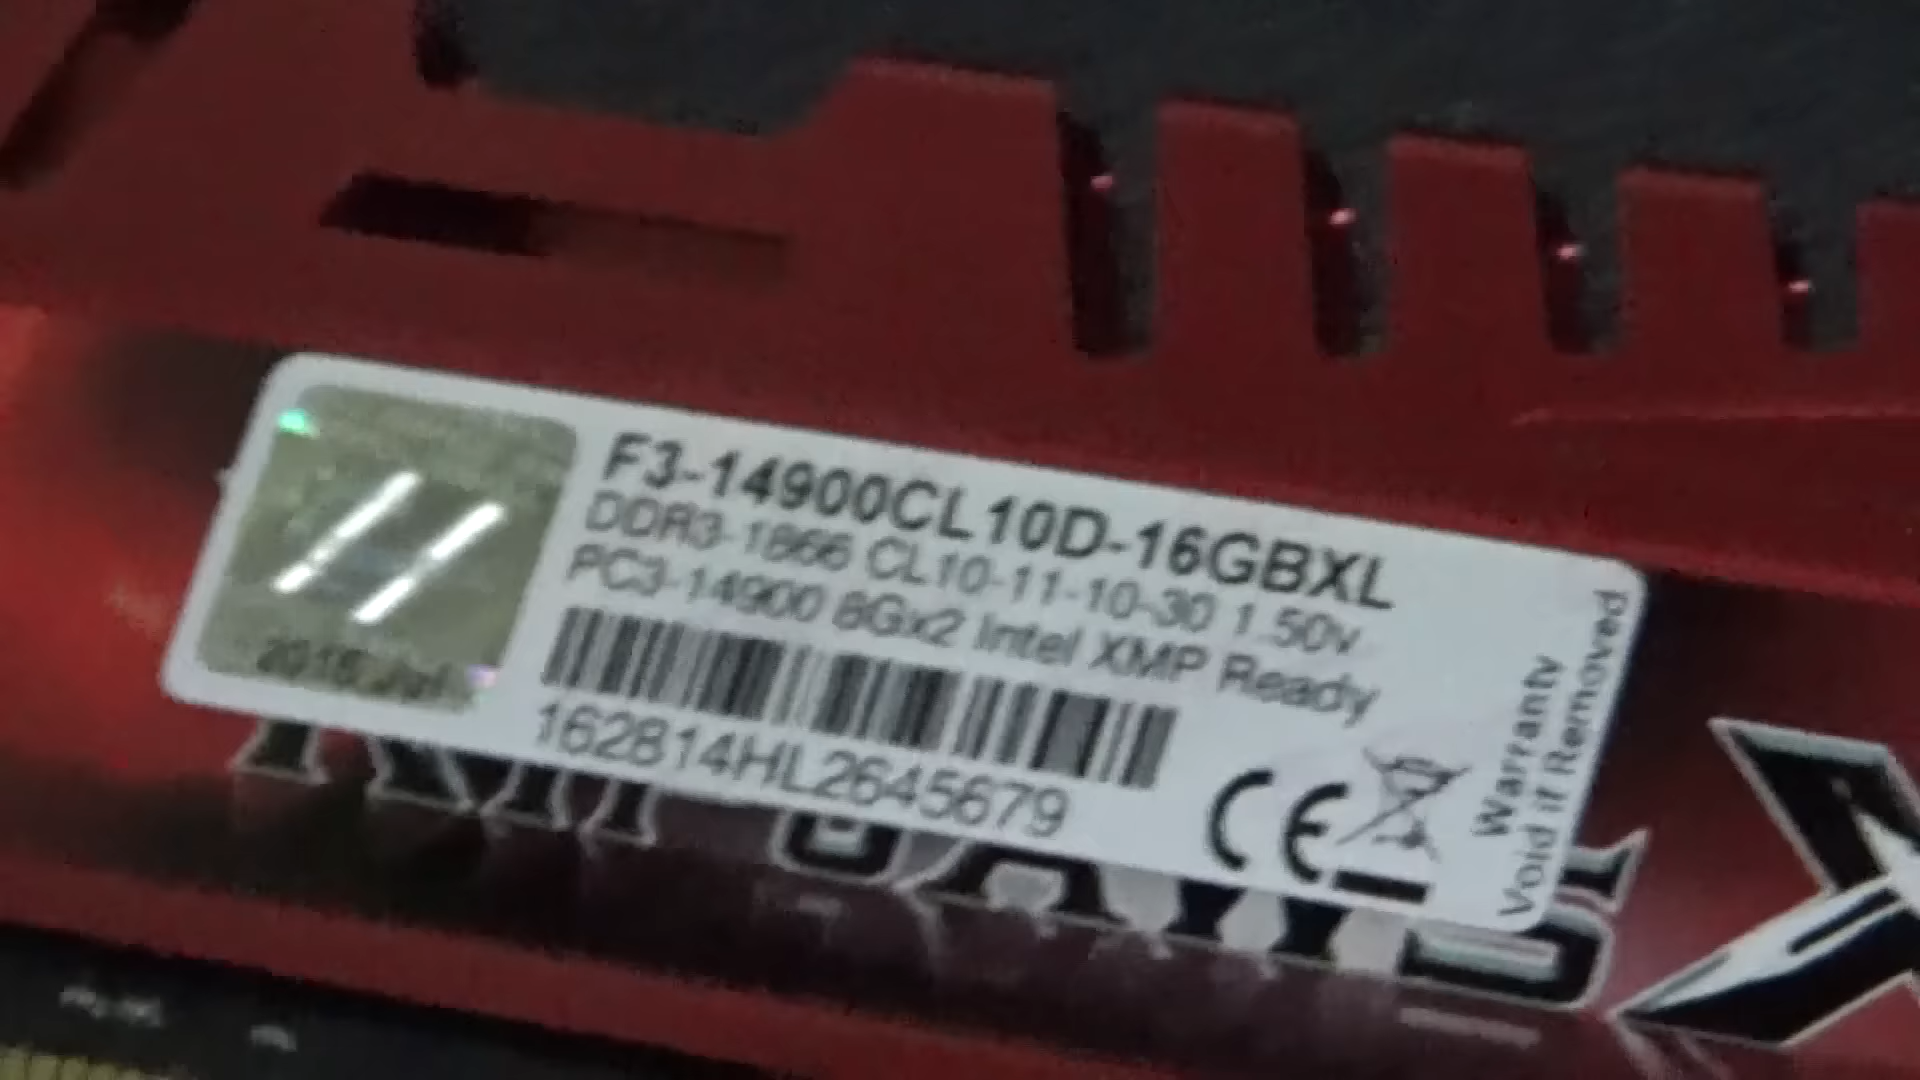 F3-14900CL10D-16GBXL
DDR3-1866 CL10-11-10-30 1.50v
PC3-14900 8Gx2 Intel XMP Ready
162814HL2645679
CE
Warranty
Void if Removed